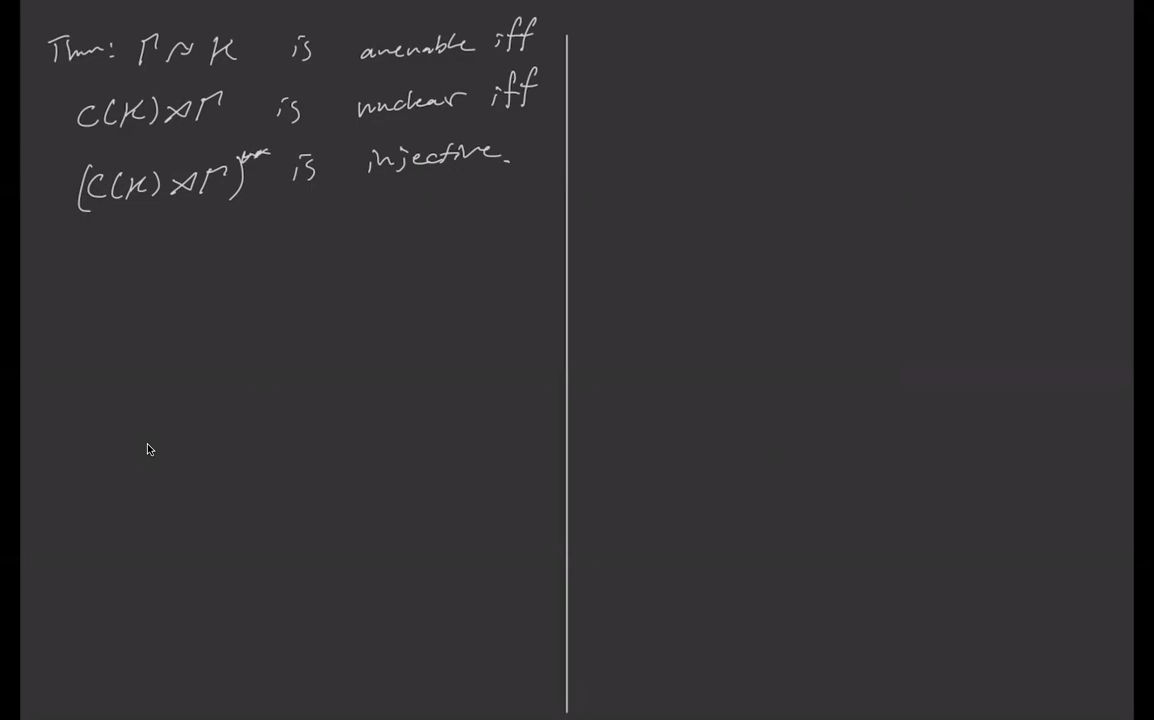 Thm: Γ ↷ K is amenable iff
C(K) ⋊ Γ is nuclear iff
(C(K) ⋊ Γ)** is injective.